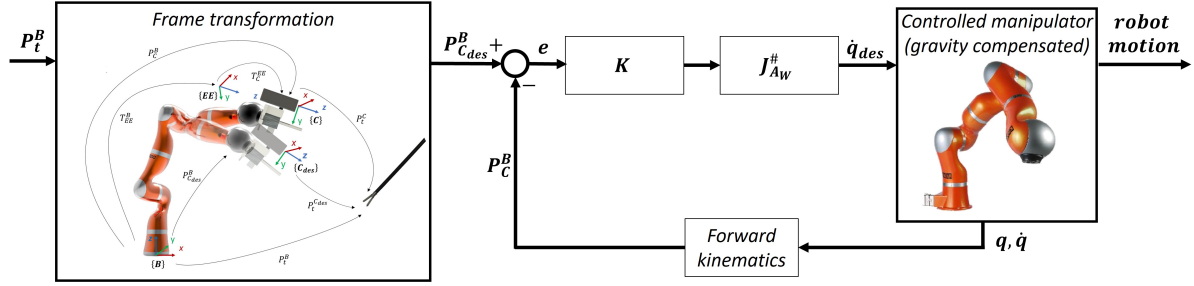 Frame transformation
P_t^B
P_C^B
T_C^EE
x
z
y
{EE}
x
z
y
{C}
T_EE^B
P_t^C
x
z
y
{C_des}
P_C_des^B
P_t^C_des
z
y
x
{B}
P_t^B
P_C_des^B
+
−
e
K
J_A_W^#
q̇_des
Controlled manipulator
(gravity compensated)
robot
motion
P_C^B
Forward
kinematics
q, q̇